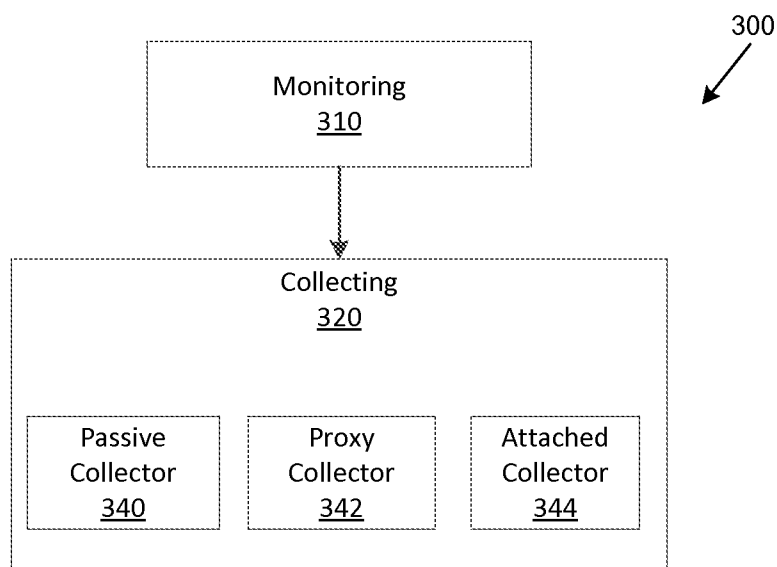 300
Monitoring
310
Collecting
320
Passive
Collector
340
Proxy
Collector
342
Attached
Collector
344